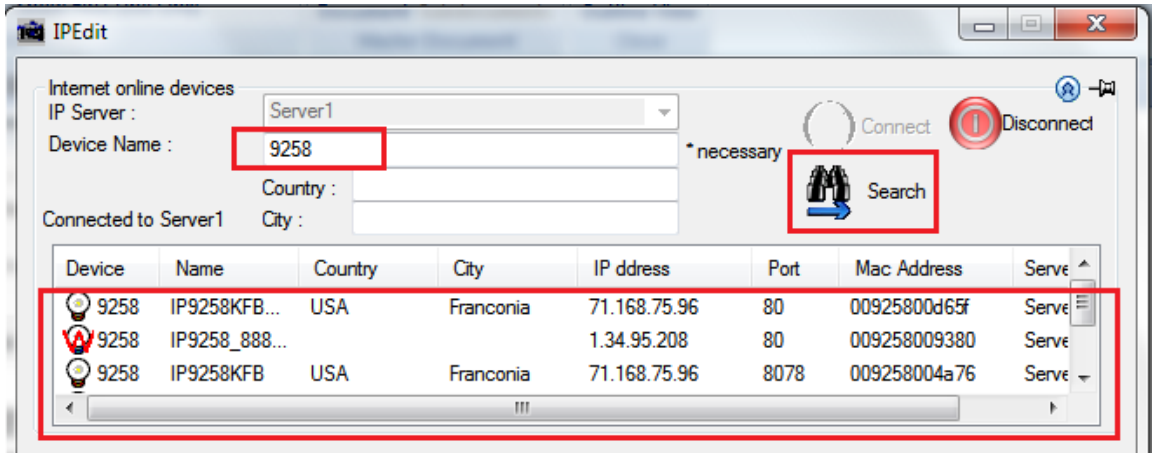 IPEdit
Internet online devices
IP Server : Server1
Connect Disconnect
Device Name : 9258 * necessary
Country : Search
Connected to Server1 City :
Device Name Country City IP ddress Port Mac Address Serve
9258 IP9258KFB... USA Franconia 71.168.75.96 80 00925800d65f Serve
9258 IP9258_888... 1.34.95.208 80 009258009380 Serve
9258 IP9258KFB USA Franconia 71.168.75.96 8078 009258004a76 Serve